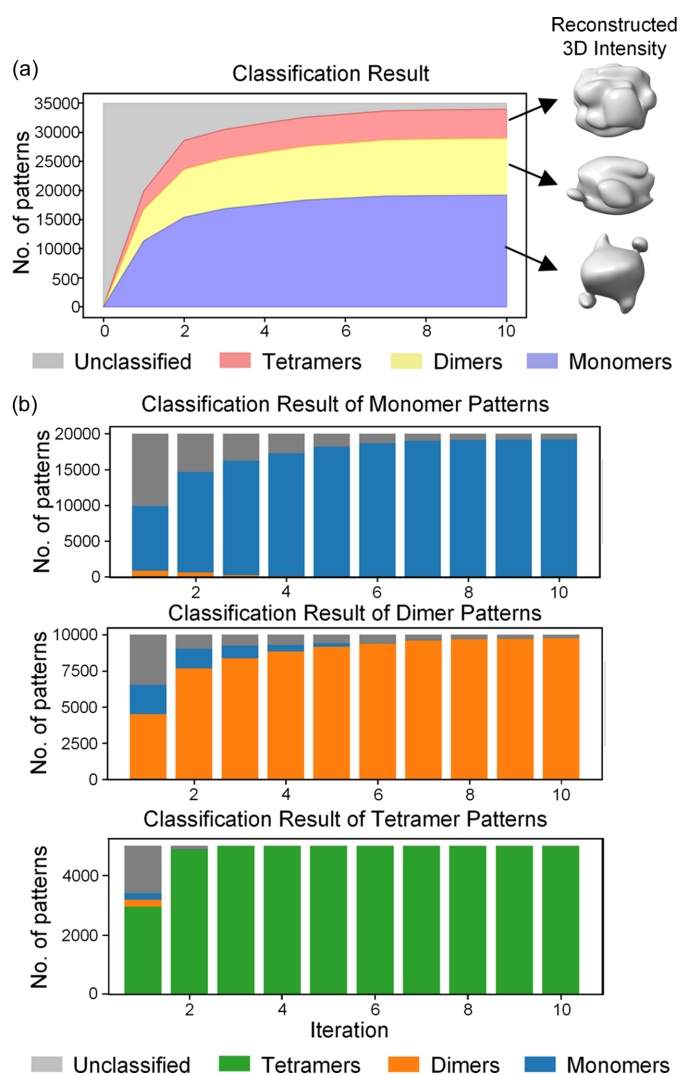 Reconstructed
3D Intensity
(a)
Classification Result
No. of patterns
35000
30000
25000
20000
15000
10000
500
0
0 2 4 6 8 10
Unclassified Tetramers Dimers Monomers
(b)
Classification Result of Monomer Patterns
No. of patterns
20000
15000
10000
5000
0
2 4 6 8 10
Classification Result of Dimer Patterns
No. of patterns
10000
7500
5000
2500
0
2 4 6 8 10
Classification Result of Tetramer Patterns
No. of patterns
4000
2000
0
2 4 6 8 10
Iteration
Unclassified Tetramers Dimers Monomers